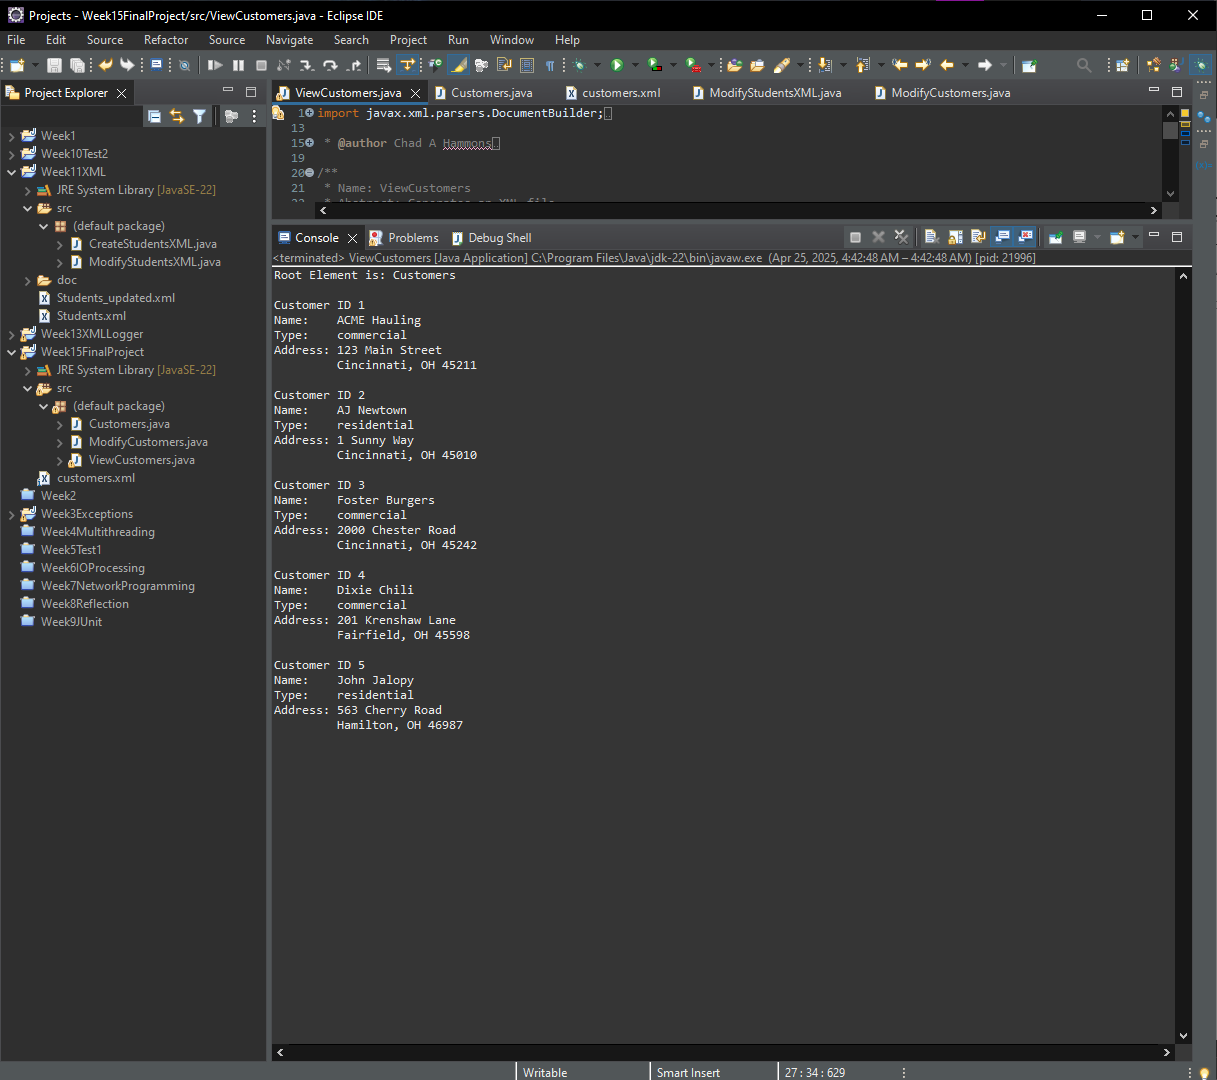 Projects - Week15FinalProject/src/ViewCustomers.java - Eclipse IDE
File Edit Source Refactor Source Navigate Search Project Run Window Help
Project Explorer
Week1
Week10Test2
Week11XML
JRE System Library [JavaSE-22]
src
(default package)
CreateStudentsXML.java
ModifyStudentsXML.java
doc
Students_updated.xml
Students.xml
Week13XMLLogger
Week15FinalProject
JRE System Library [JavaSE-22]
src
(default package)
Customers.java
ModifyCustomers.java
ViewCustomers.java
customers.xml
Week2
Week3Exceptions
Week4Multithreading
Week5Test1
Week6IOProcessing
Week7NetworkProgramming
Week8Reflection
Week9JUnit
ViewCustomers.java Customers.java customers.xml ModifyStudentsXML.java ModifyCustomers.java
1 import javax.xml.parsers.DocumentBuilder;
13
15 * @author Chad A Hammons
19
20 /**
21 * Name: ViewCustomers
22 * Abstract: Generates an XML file
Console Problems Debug Shell
<terminated> ViewCustomers [Java Application] C:\Program Files\Java\jdk-22\bin\javaw.exe (Apr 25, 2025, 4:42:48 AM – 4:42:48 AM) [pid: 21996]
Root Element is: Customers
Customer ID 1
Name: ACME Hauling
Type: commercial
Address: 123 Main Street
Cincinnati, OH 45211
Customer ID 2
Name: AJ Newtown
Type: residential
Address: 1 Sunny Way
Cincinnati, OH 45010
Customer ID 3
Name: Foster Burgers
Type: commercial
Address: 2000 Chester Road
Cincinnati, OH 45242
Customer ID 4
Name: Dixie Chili
Type: commercial
Address: 201 Krenshaw Lane
Fairfield, OH 45598
Customer ID 5
Name: John Jalopy
Type: residential
Address: 563 Cherry Road
Hamilton, OH 46987
Writable Smart Insert 27 : 34 : 629